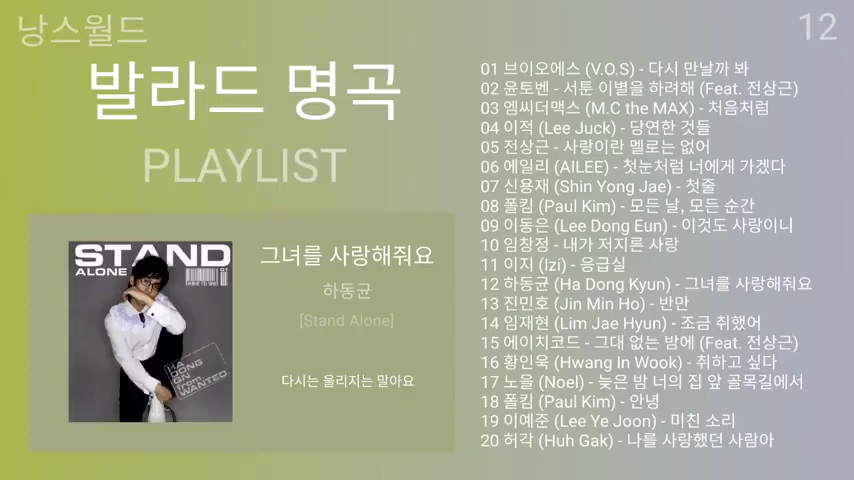 낭스월드
12
발라드 명곡
PLAYLIST
STAND
ALONE
HA
DONG
QN
from
WANTED.
그녀를 사랑해줘요
하동균
[Stand Alone]
다시는 울리지는 말아요
01 브이오에스 (V.O.S) - 다시 만날까 봐
02 윤토벤 - 서툰 이별을 하려해 (Feat. 전상근)
03 엠씨더맥스 (M.C the MAX) - 처음처럼
04 이적 (Lee Juck) - 당연한 것들
05 전상근 - 사랑이란 멜로는 없어
06 에일리 (AILEE) - 첫눈처럼 너에게 가겠다
07 신용재 (Shin Yong Jae) - 첫줄
08 폴킴 (Paul Kim) - 모든 날, 모든 순간
09 이동은 (Lee Dong Eun) - 이것도 사랑이니
10 임창정 - 내가 저지른 사랑
11 이지 (Izi) - 응급실
12 하동균 (Ha Dong Kyun) - 그녀를 사랑해줘요
13 진민호 (Jin Min Ho) - 반만
14 임재현 (Lim Jae Hyun) - 조금 취했어
15 에이치코드 - 그대 없는 밤에 (Feat. 전상근)
16 황인욱 (Hwang In Wook) - 취하고 싶다
17 노을 (Noel) - 늦은 밤 너의 집 앞 골목길에서
18 폴킴 (Paul Kim) - 안녕
19 이예준 (Lee Ye Joon) - 미친 소리
20 허각 (Huh Gak) - 나를 사랑했던 사람아